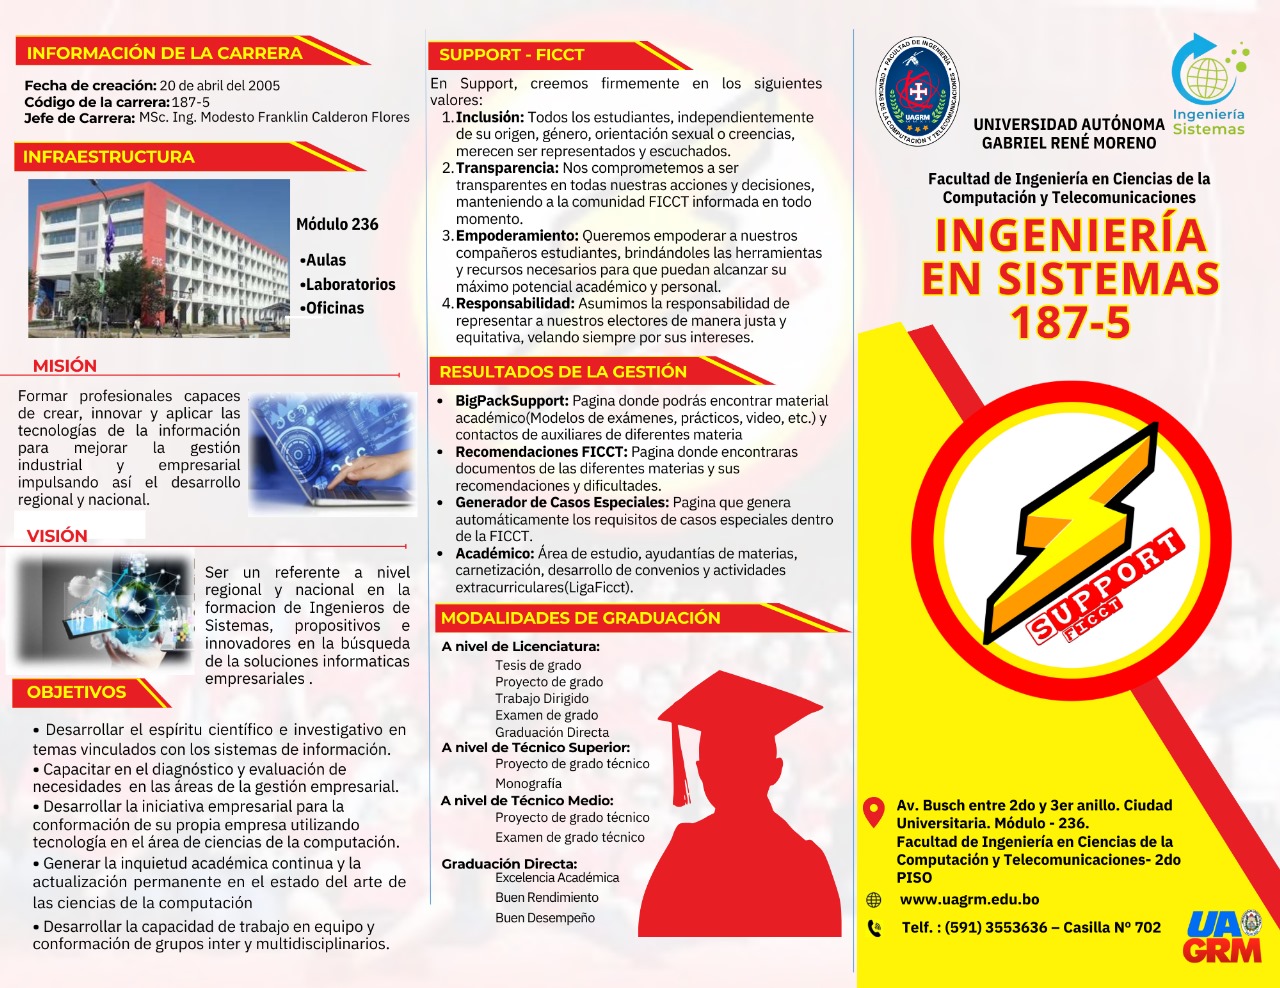 INFORMACIÓN DE LA CARRERA
Fecha de creación: 20 de abril del 2005
Código de la carrera: 187-5
Jefe de Carrera: MSc. Ing. Modesto Franklin Calderon Flores
INFRAESTRUCTURA
Módulo 236
•Aulas
•Laboratorios
•Oficinas
MISIÓN
Formar profesionales capaces
de crear, innovar y aplicar las
tecnologías de la información
para mejorar la gestión
industrial y empresarial
impulsando así el desarrollo
regional y nacional.
VISIÓN
Ser un referente a nivel
regional y nacional en la
formacion de Ingenieros de
Sistemas, propositivos e
innovadores en la búsqueda
de la soluciones informaticas
empresariales .
OBJETIVOS
• Desarrollar el espíritu científico e investigativo en
temas vinculados con los sistemas de información.
• Capacitar en el diagnóstico y evaluación de
necesidades en las áreas de la gestión empresarial.
• Desarrollar la iniciativa empresarial para la
conformación de su propia empresa utilizando
tecnología en el área de ciencias de la computación.
• Generar la inquietud académica continua y la
actualización permanente en el estado del arte de
las ciencias de la computación
• Desarrollar la capacidad de trabajo en equipo y
conformación de grupos inter y multidisciplinarios.
SUPPORT - FICCT
En Support, creemos firmemente en los siguientes
valores:
1. Inclusión: Todos los estudiantes, independientemente
de su origen, género, orientación sexual o creencias,
merecen ser representados y escuchados.
2. Transparencia: Nos comprometemos a ser
transparentes en todas nuestras acciones y decisiones,
manteniendo a la comunidad FICCT informada en todo
momento.
3. Empoderamiento: Queremos empoderar a nuestros
compañeros estudiantes, brindándoles las herramientas
y recursos necesarios para que puedan alcanzar su
máximo potencial académico y personal.
4. Responsabilidad: Asumimos la responsabilidad de
representar a nuestros electores de manera justa y
equitativa, velando siempre por sus intereses.
RESULTADOS DE LA GESTIÓN
• BigPackSupport: Pagina donde podrás encontrar material
académico(Modelos de exámenes, prácticos, video, etc.) y
contactos de auxiliares de diferentes materia
• Recomendaciones FICCT: Pagina donde encontraras
documentos de las diferentes materias y sus
recomendaciones y dificultades.
• Generador de Casos Especiales: Pagina que genera
automáticamente los requisitos de casos especiales dentro
de la FICCT.
• Académico: Área de estudio, ayudantías de materias,
carnetización, desarrollo de convenios y actividades
extracurriculares(LigaFicct).
MODALIDADES DE GRADUACIÓN
A nivel de Licenciatura:
Tesis de grado
Proyecto de grado
Trabajo Dirigido
Examen de grado
Graduación Directa
A nivel de Técnico Superior:
Proyecto de grado técnico
Monografía
A nivel de Técnico Medio:
Proyecto de grado técnico
Examen de grado técnico
Graduación Directa:
Excelencia Académica
Buen Rendimiento
Buen Desempeño
FACULTAD DE INGENIERÍA EN
CIENCIAS DE LA COMPUTACIÓN Y TELECOMUNICACIONES
UAGRM
Ingeniería
Sistemas
UNIVERSIDAD AUTÓNOMA
GABRIEL RENÉ MORENO
Facultad de Ingeniería en Ciencias de la
Computación y Telecomunicaciones
INGENIERÍA
EN SISTEMAS
187-5
SUPPORT
FICCT
Av. Busch entre 2do y 3er anillo. Ciudad
Universitaria. Módulo - 236.
Facultad de Ingeniería en Ciencias de la
Computación y Telecomunicaciones- 2do
PISO
www.uagrm.edu.bo
Telf. : (591) 3553636 – Casilla Nº 702
UA
GRM